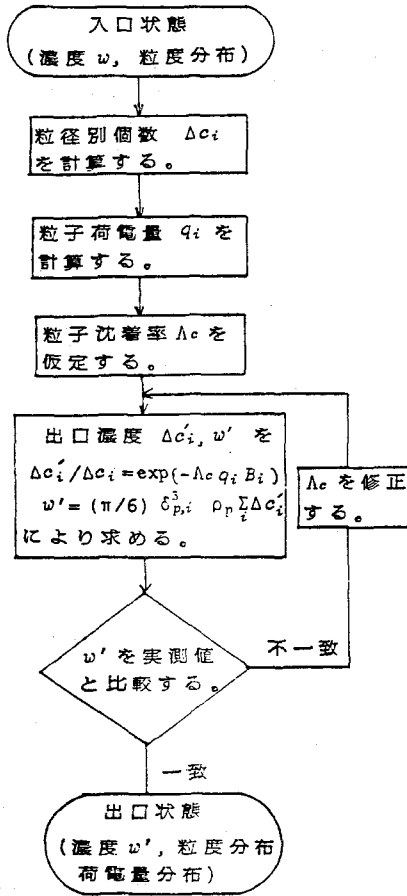 入口状態
(濃度 w, 粒度分布)
粒径別個数 Δcᵢ
を計算する。
粒子荷電量 qᵢ を
計算する。
粒子沈着率 Λc を
仮定する。
出口濃度 Δc′ᵢ, w′ を
Δc′ᵢ/Δcᵢ=exp(-Λc qᵢ Bᵢ)
w′=(π/6) δ³p,i ρp Σᵢ Δc′ᵢ
により求める。
Λc を修正
する。
w′を実測値
と比較する。
不一致
一致
出口状態
(濃度 w′, 粒度分布
荷電量分布)